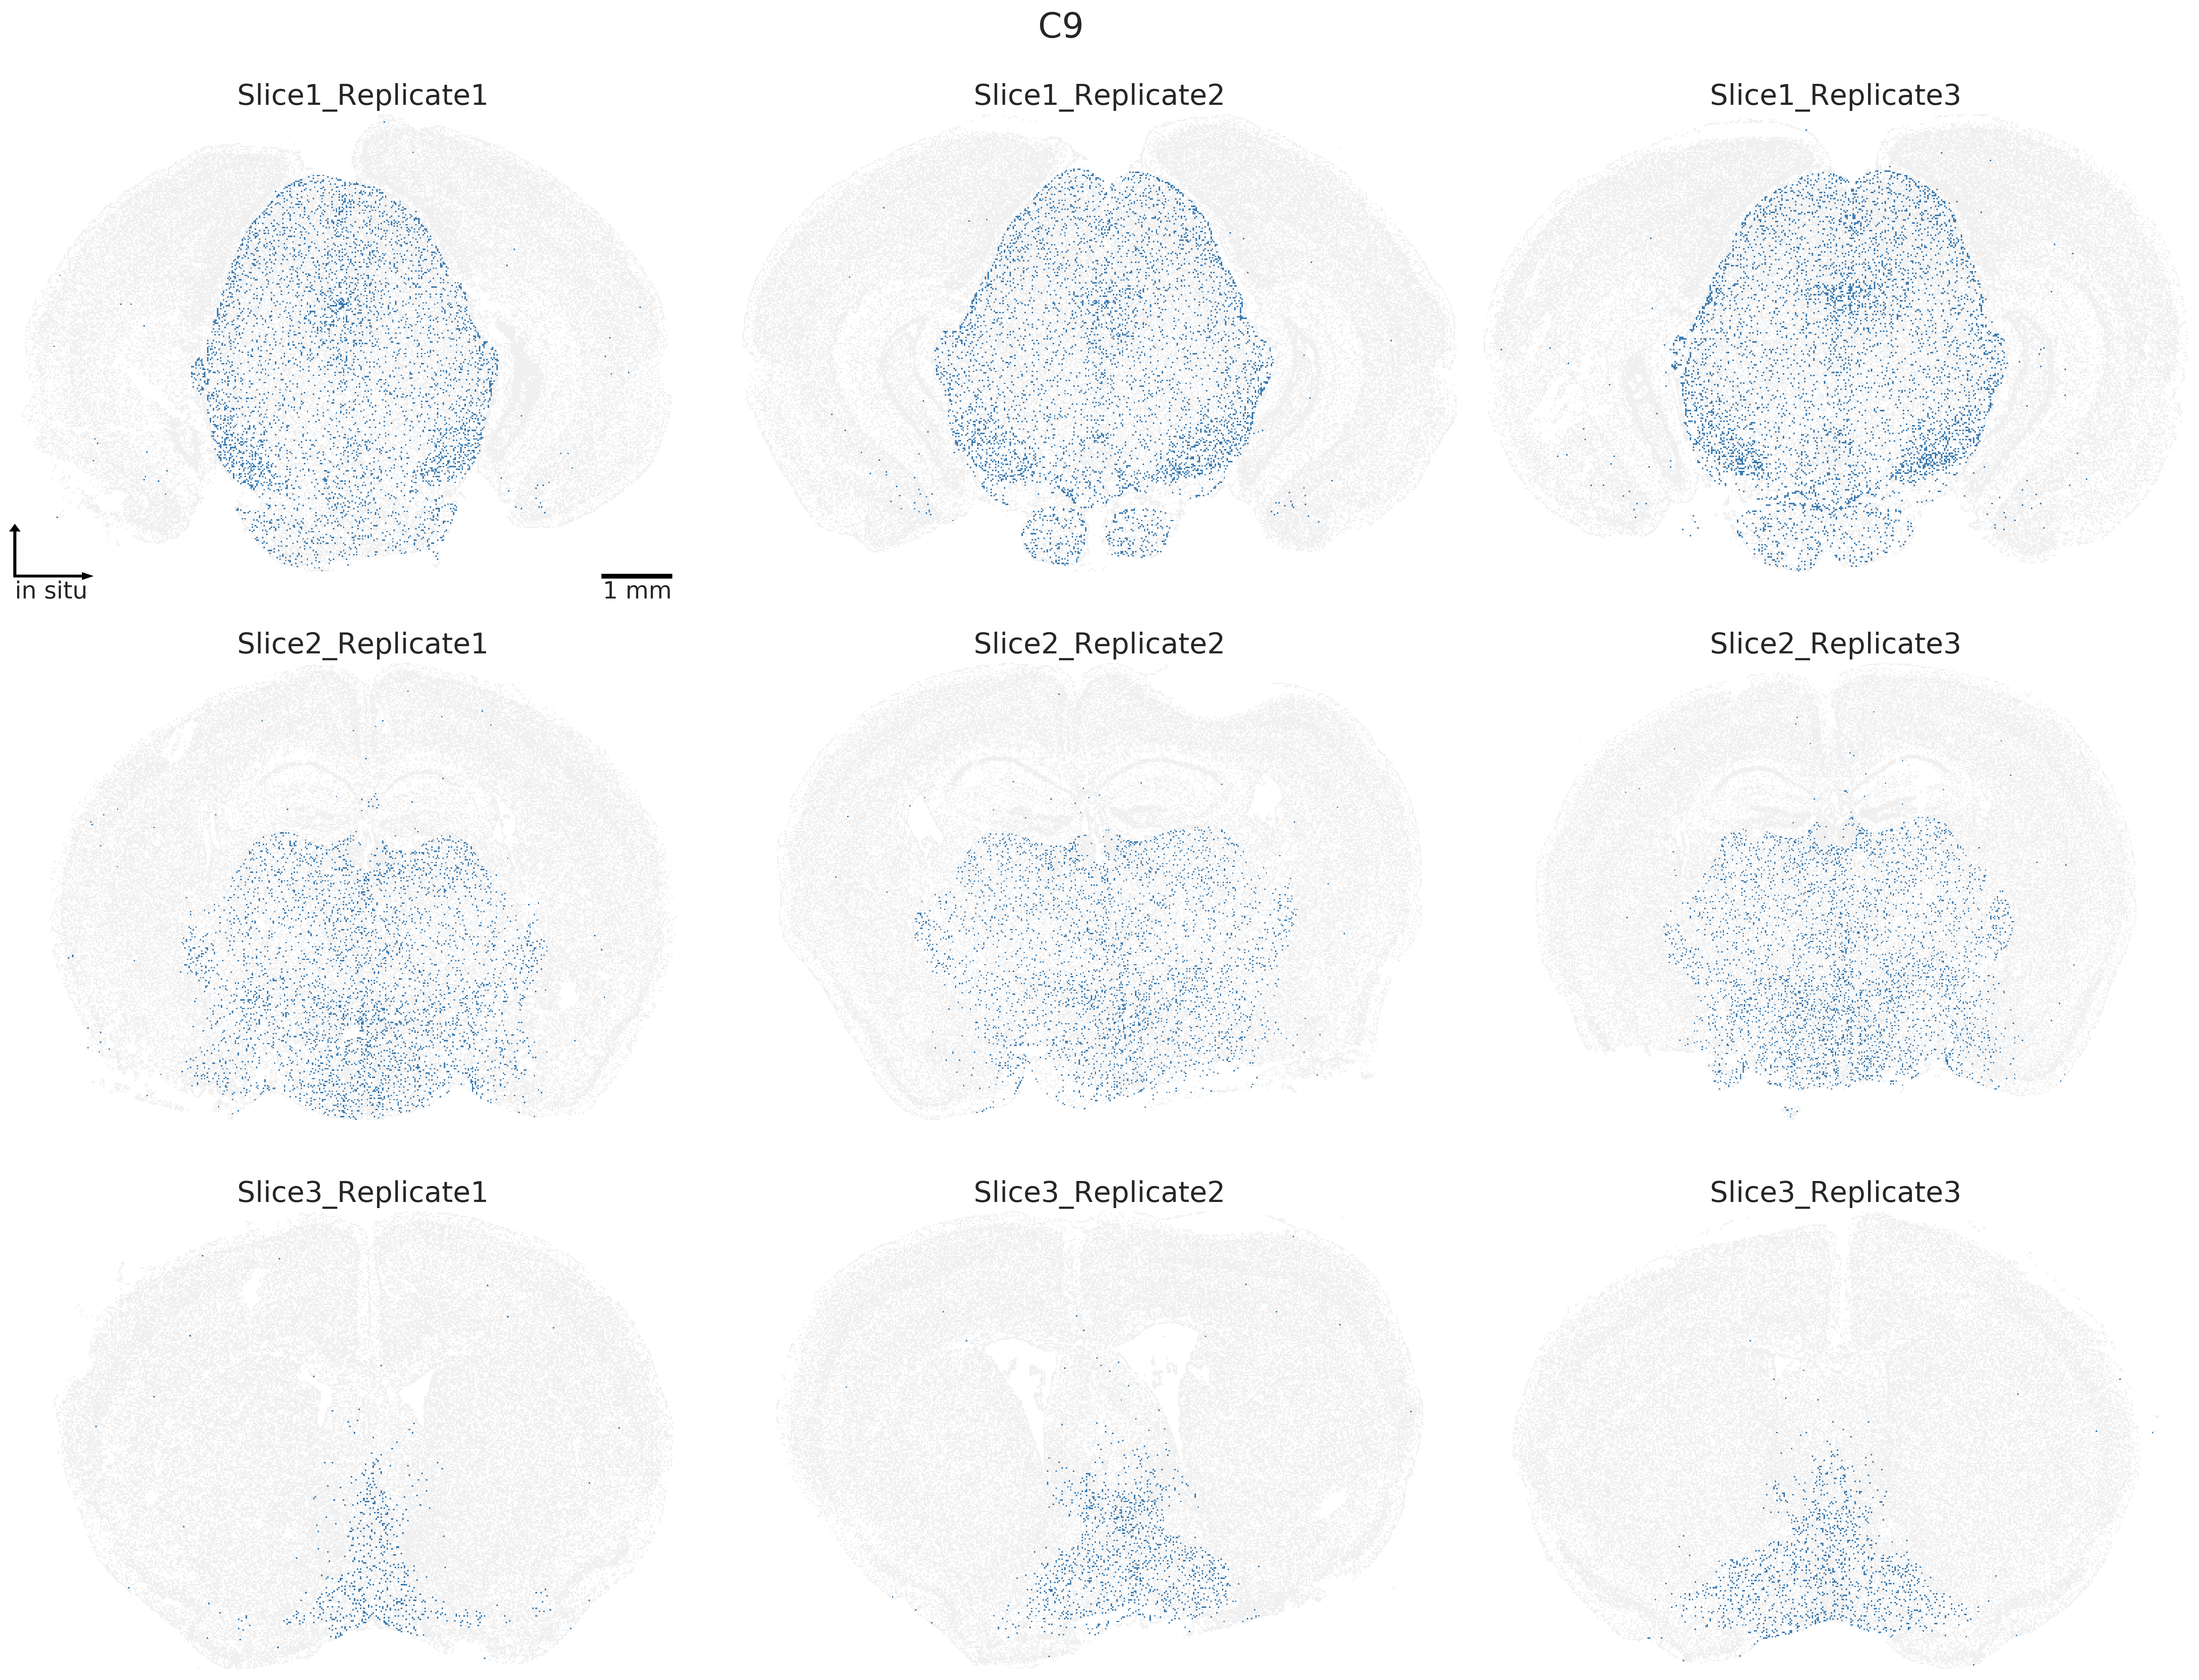 C9
Slice1_Replicate1
Slice1_Replicate2
Slice1_Replicate3
in situ
1 mm
Slice2_Replicate1
Slice2_Replicate2
Slice2_Replicate3
Slice3_Replicate1
Slice3_Replicate2
Slice3_Replicate3